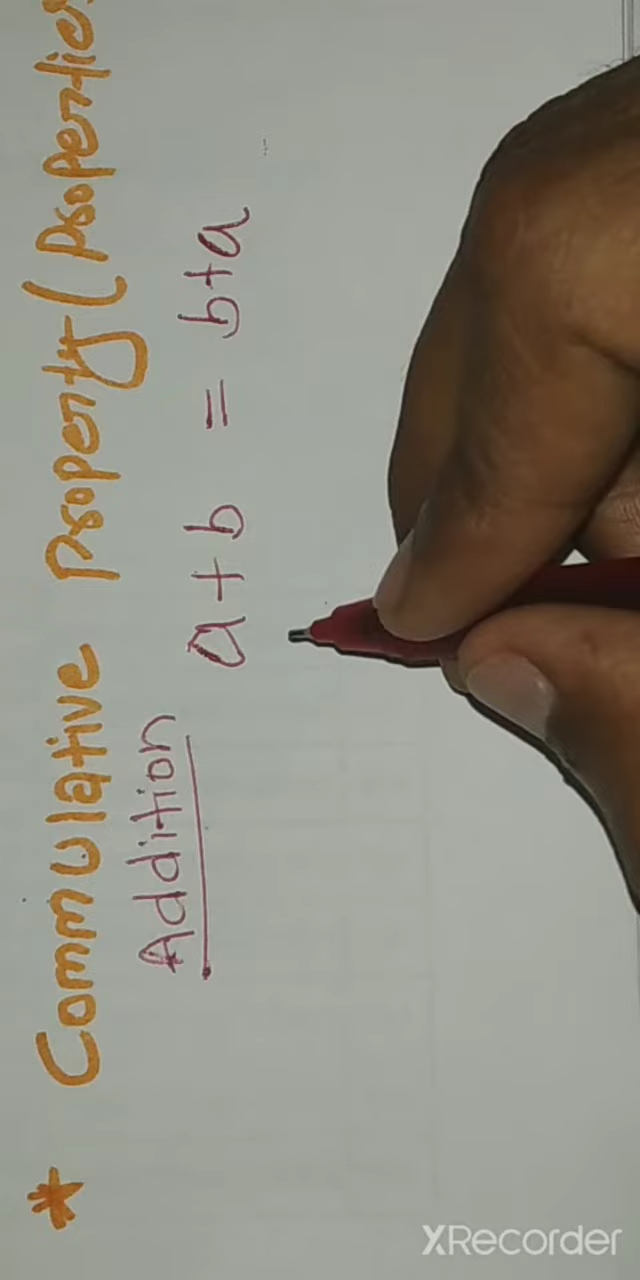 * Commulative Property (Properties
Addition a+b = b+a
XRecorder